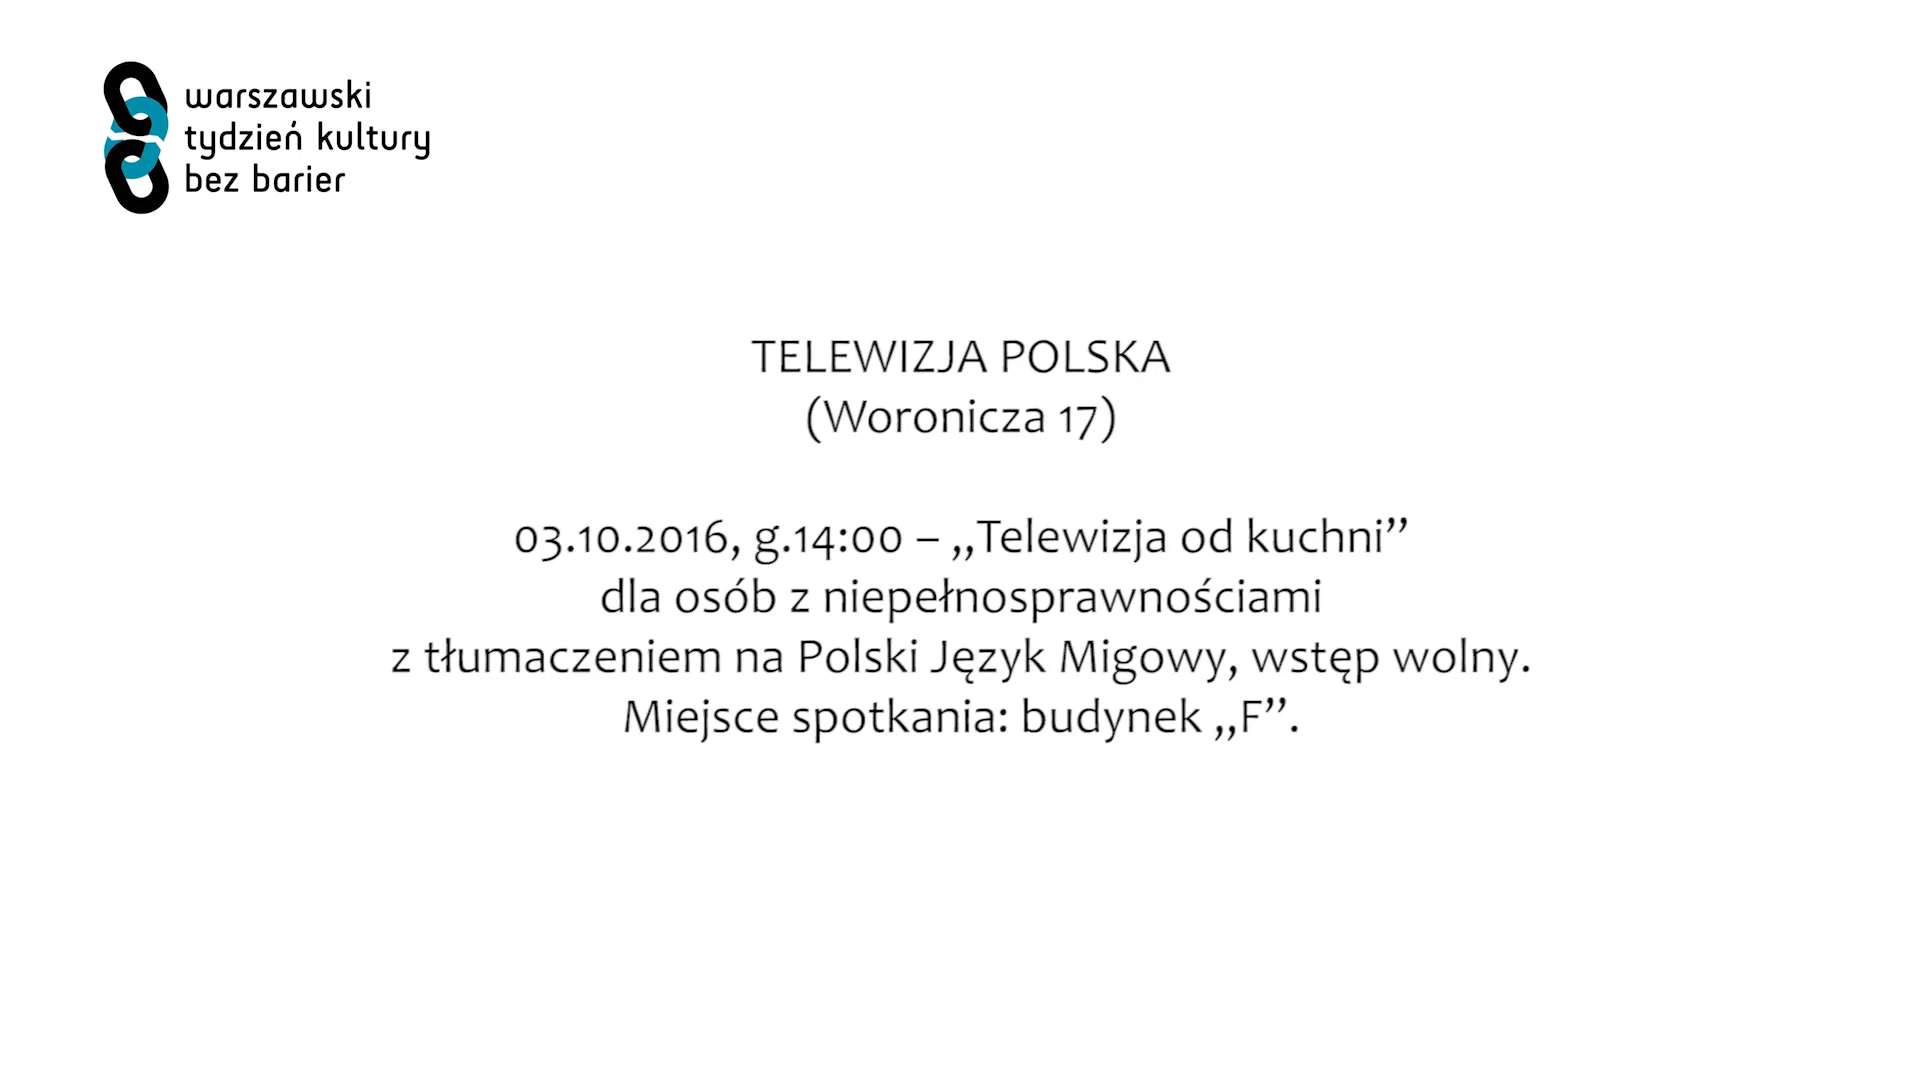 warszawski
tydzień kultury
bez barier
TELEWIZJA POLSKA
(Woronicza 17)
03.10.2016, g.14:00 – ,,Telewizja od kuchni”
dla osób z niepełnosprawnościami
z tłumaczeniem na Polski Język Migowy, wstęp wolny.
Miejsce spotkania: budynek ,,F”.